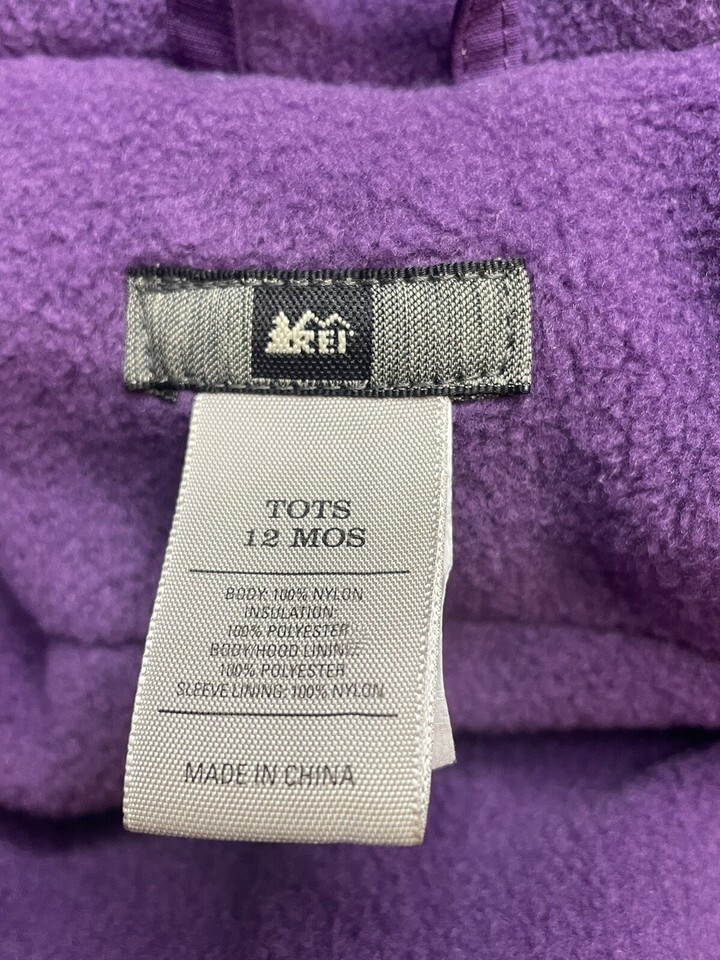 REI
TOTS
12 MOS
BODY: 100% NYLON
INSULATION:
100% POLYESTER
BODY/HOOD LINING:
100% POLYESTER
SLEEVE LINING: 100% NYLON
MADE IN CHINA